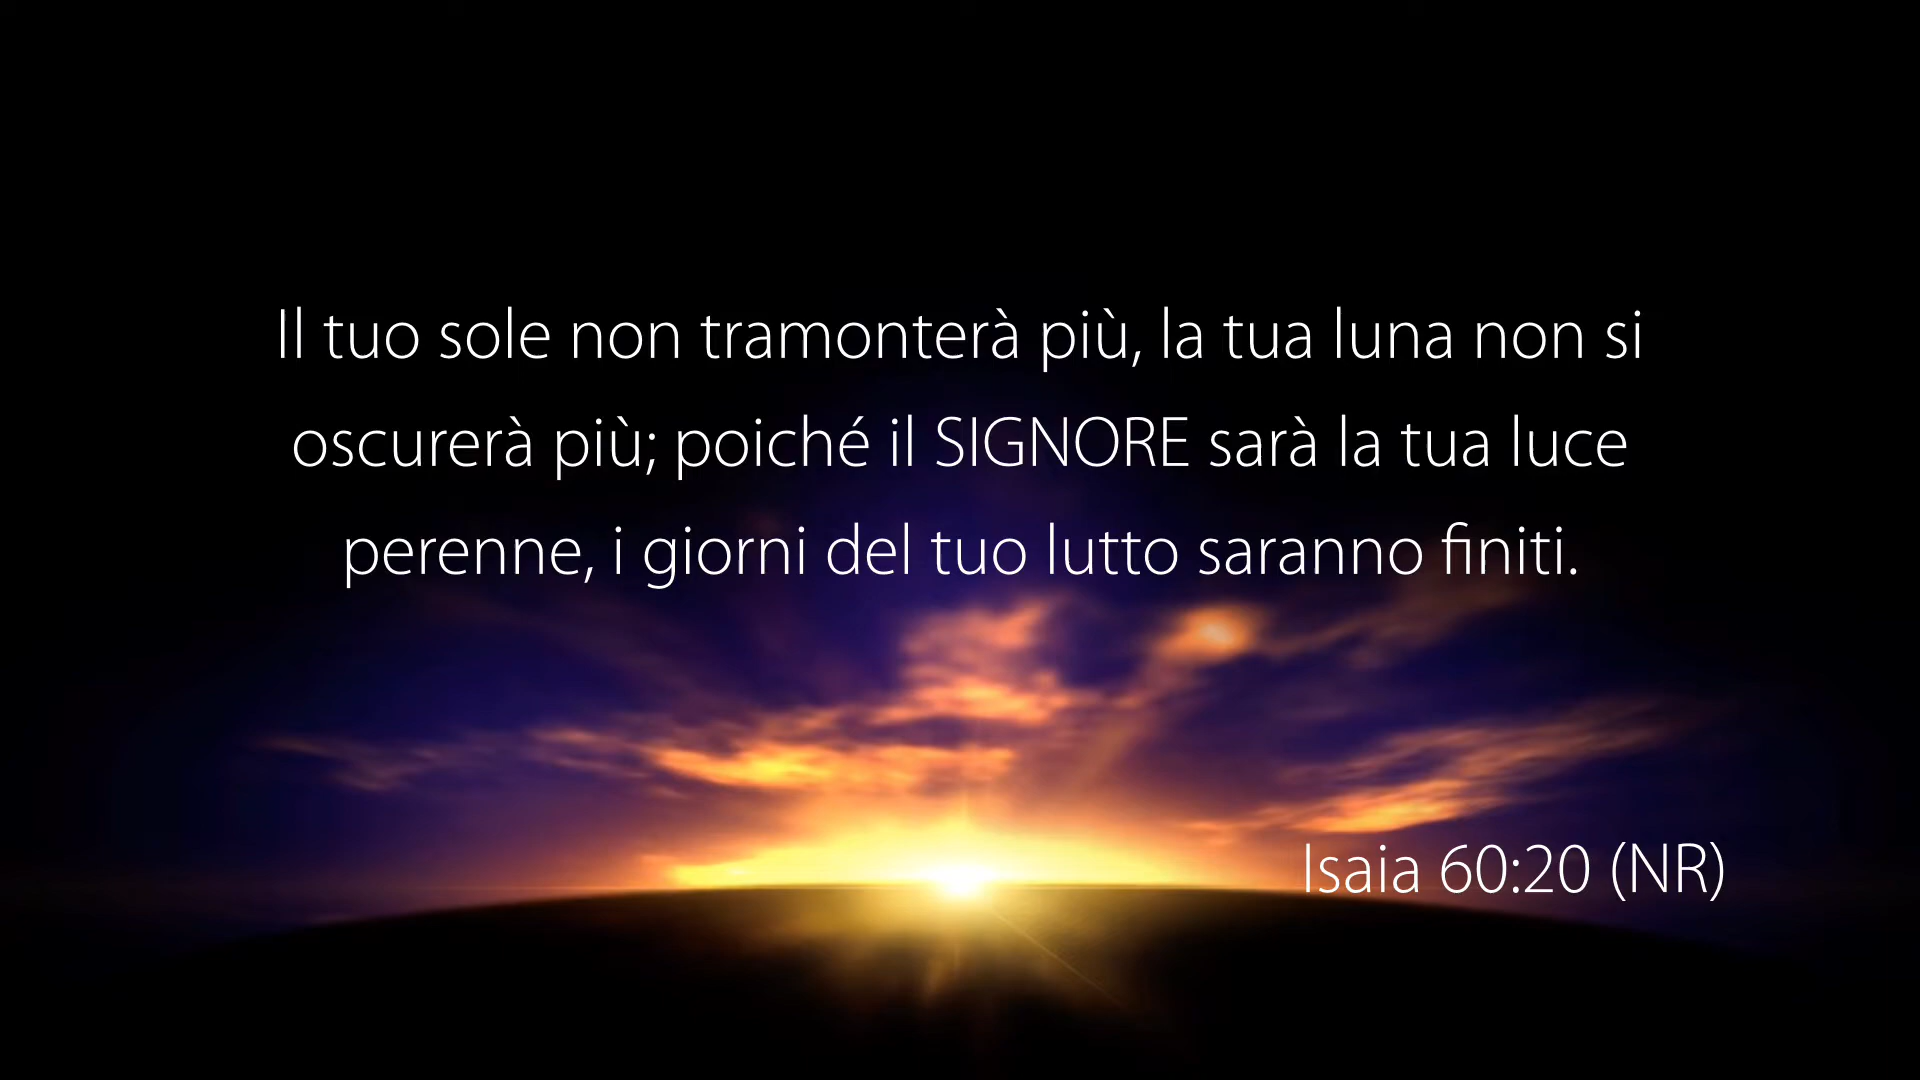 Il tuo sole non tramonterà più, la tua luna non si
oscurerà più; poiché il SIGNORE sarà la tua luce
perenne, i giorni del tuo lutto saranno finiti.
Isaia 60:20 (NR)